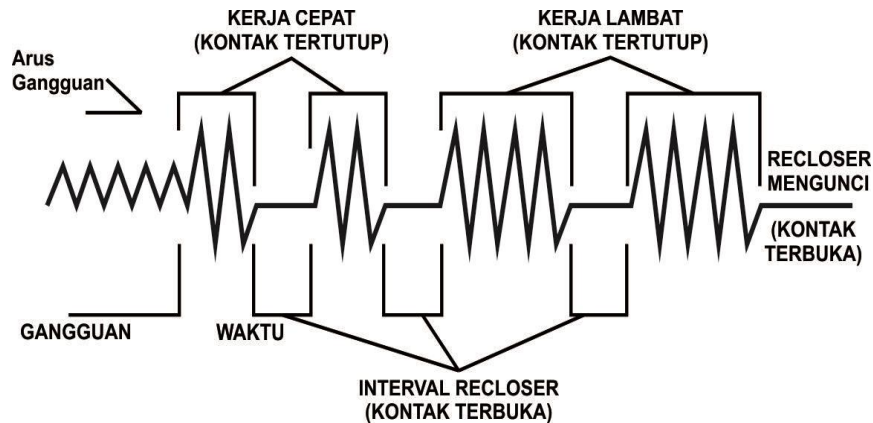 KERJA CEPAT
(KONTAK TERTUTUP)
KERJA LAMBAT
(KONTAK TERTUTUP)
Arus
Gangguan
RECLOSER
MENGUNCI
(KONTAK
TERBUKA)
GANGGUAN
WAKTU
INTERVAL RECLOSER
(KONTAK TERBUKA)